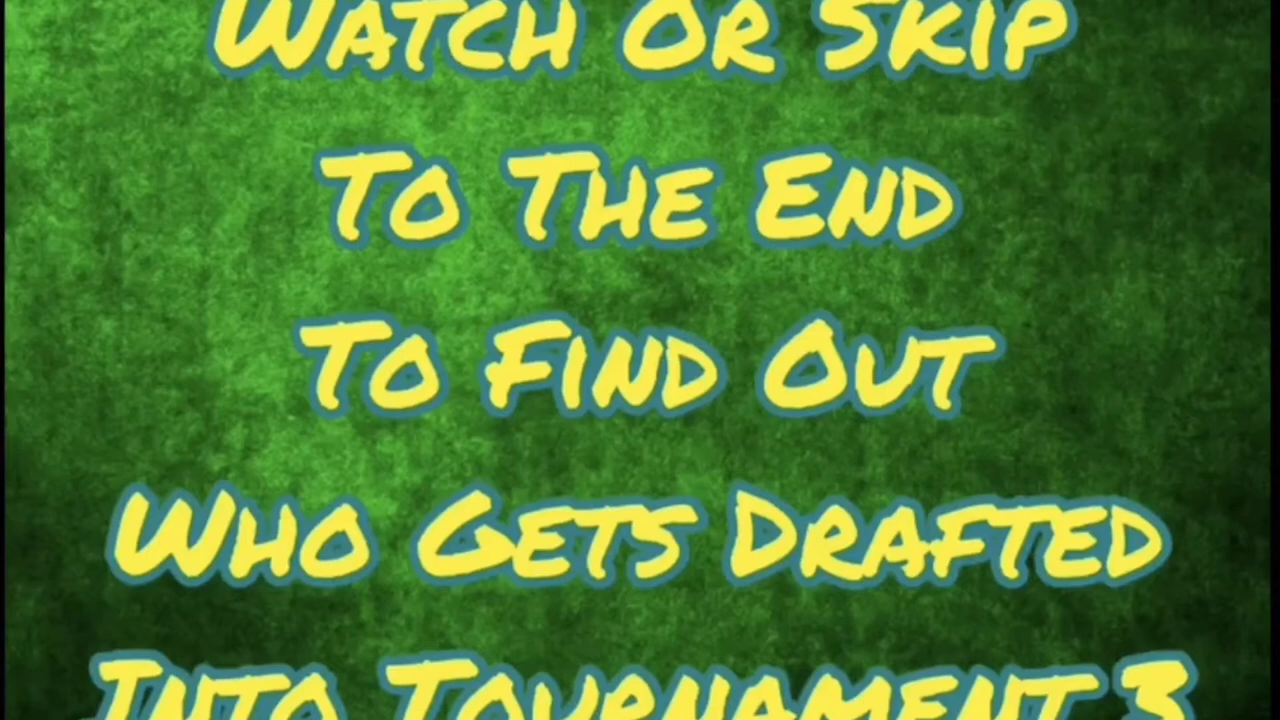 Watch Or Skip
To The End
To Find Out
Who Gets Drafted
Into Tournament 3